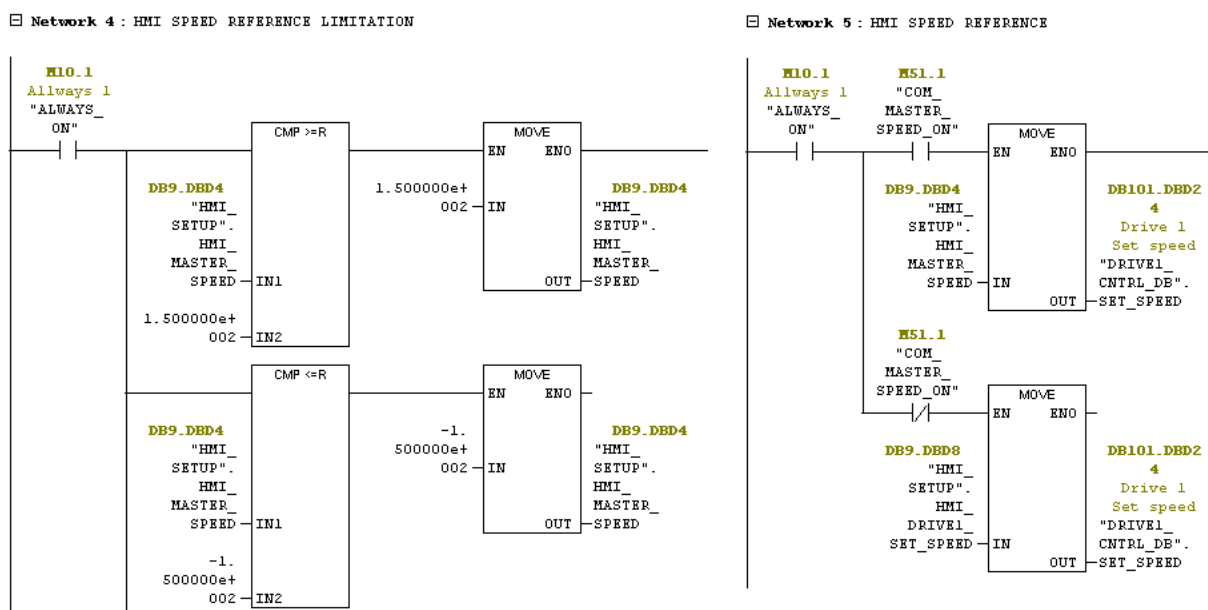 Network 4 : HMI SPEED REFERENCE LIMITATION
M10.1
Allways 1
"ALWAYS_
ON"
CMP >=R
MOVE
EN ENO
DB9.DBD4
"HMI_
SETUP".
HMI_
MASTER_
SPEED
IN1
1.500000e+
002
IN2
1.500000e+
002
IN
DB9.DBD4
"HMI_
SETUP".
HMI_
MASTER_
OUT SPEED
CMP <=R
MOVE
EN ENO
DB9.DBD4
"HMI_
SETUP".
HMI_
MASTER_
SPEED
IN1
-1.
500000e+
002
IN2
-1.
500000e+
002
IN
DB9.DBD4
"HMI_
SETUP".
HMI_
MASTER_
OUT SPEED
Network 5 : HMI SPEED REFERENCE
M10.1
Allways 1
"ALWAYS_
ON"
M51.1
"COM_
MASTER_
SPEED_ON"
MOVE
EN ENO
DB9.DBD4
"HMI_
SETUP".
HMI_
MASTER_
SPEED
IN
DB101.DBD2
4
Drive 1
Set speed
"DRIVE1_
CNTRL_DB".
OUT SET_SPEED
M51.1
"COM_
MASTER_
SPEED_ON"
MOVE
EN ENO
DB9.DBD8
"HMI_
SETUP".
HMI_
DRIVE1_
SET_SPEED
IN
DB101.DBD2
4
Drive 1
Set speed
"DRIVE1_
CNTRL_DB".
OUT SET_SPEED